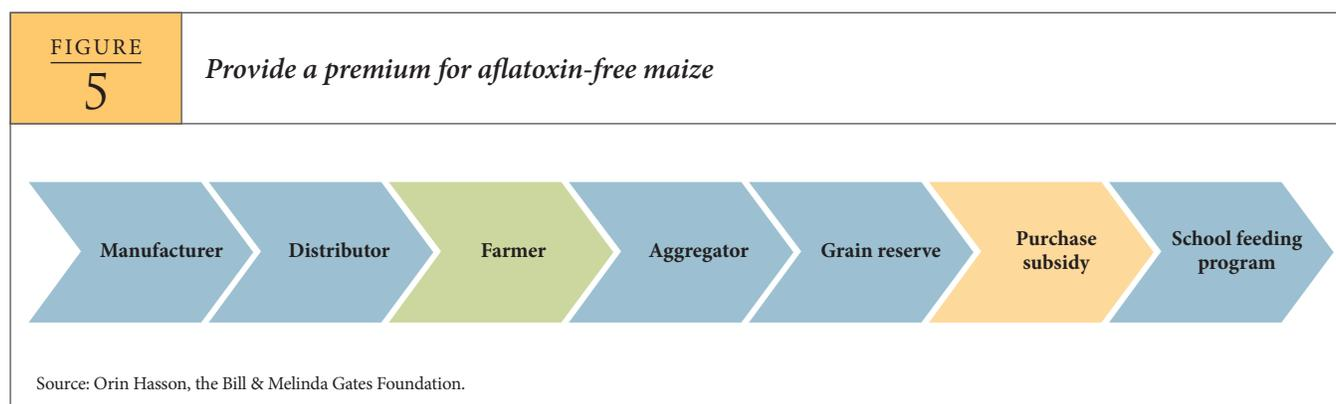 FIGURE
5
Provide a premium for aflatoxin-free maize
Manufacturer
Distributor
Farmer
Aggregator
Grain reserve
Purchase
subsidy
School feeding
program
Source: Orin Hasson, the Bill & Melinda Gates Foundation.